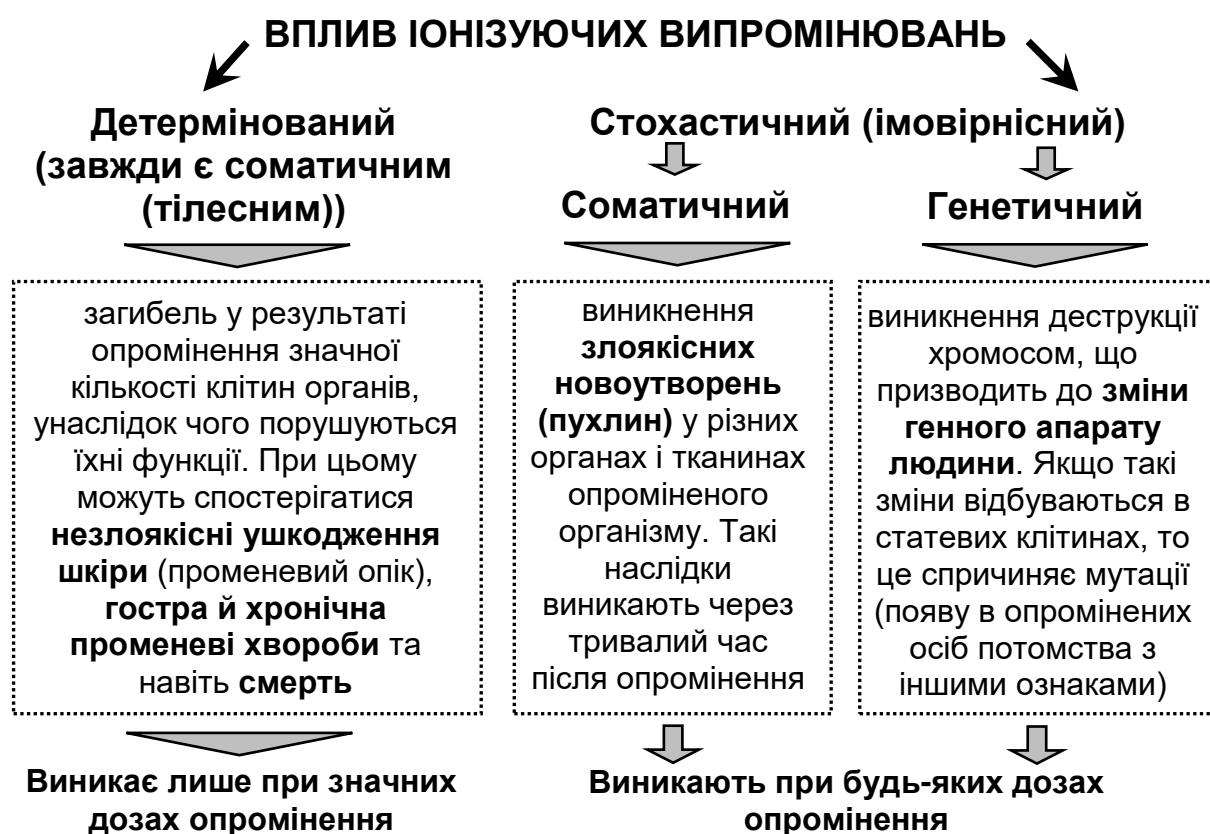 ВПЛИВ ІОНІЗУЮЧИХ ВИПРОМІНЮВАНЬ
Детермінований
(завжди є соматичним
(тілесним))
Стохастичний (імовірнісний)
Соматичний
Генетичний
загибель у результаті
опромінення значної
кількості клітин органів,
унаслідок чого порушуються
їхні функції. При цьому
можуть спостерігатися
незлоякісні ушкодження
шкіри (променевий опік),
гостра й хронічна
променеві хвороби та
навіть смерть
виникнення
злоякісних
новоутворень
(пухлин) у різних
органах і тканинах
опроміненого
організму. Такі
наслідки
виникають через
тривалий час
після опромінення
виникнення деструкції
хромосом, що
призводить до зміни
генного апарату
людини. Якщо такі
зміни відбуваються в
статевих клітинах, то
це спричиняє мутації
(появу в опромінених
осіб потомства з
іншими ознаками)
Виникає лише при значних
дозах опромінення
Виникають при будь-яких дозах
опромінення